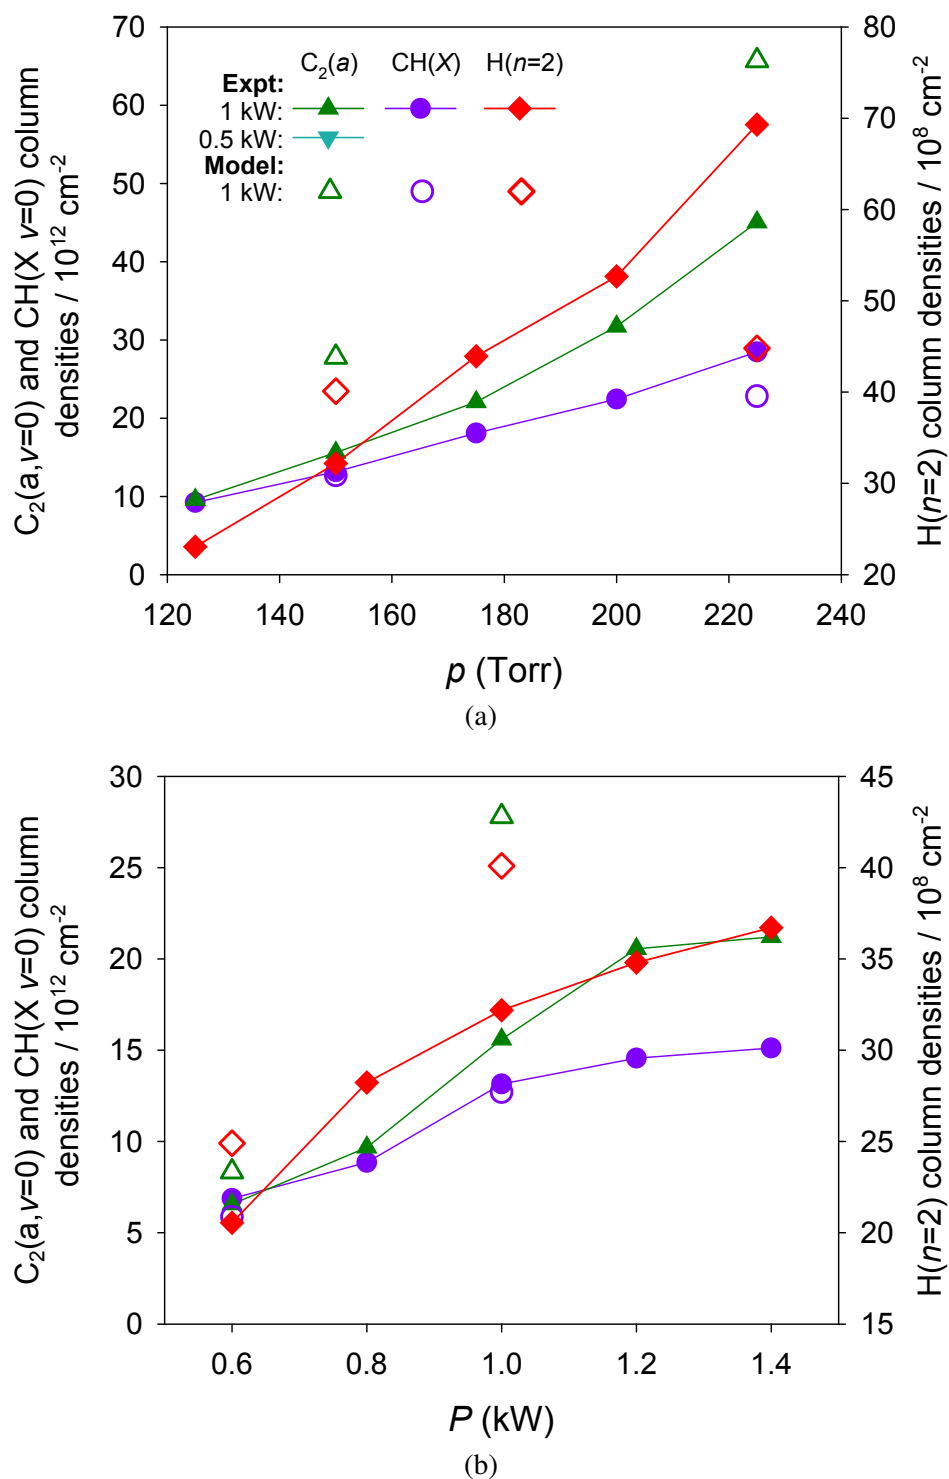 C2(a,v=0) and CH(X v=0) column
densities / 10^12 cm^-2
70
60
50
40
30
20
10
0
C2(a) CH(X) H(n=2)
Expt:
1 kW:
0.5 kW:
Model:
1 kW:
80
70
60
50
40
30
20
H(n=2) column densities / 10^8 cm^-2
120 140 160 180 200 220 240
p (Torr)
(a)
C2(a,v=0) and CH(X v=0) column
densities / 10^12 cm^-2
30
25
20
15
10
5
0
45
40
35
30
25
20
15
H(n=2) column densities / 10^8 cm^-2
0.6 0.8 1.0 1.2 1.4
P (kW)
(b)